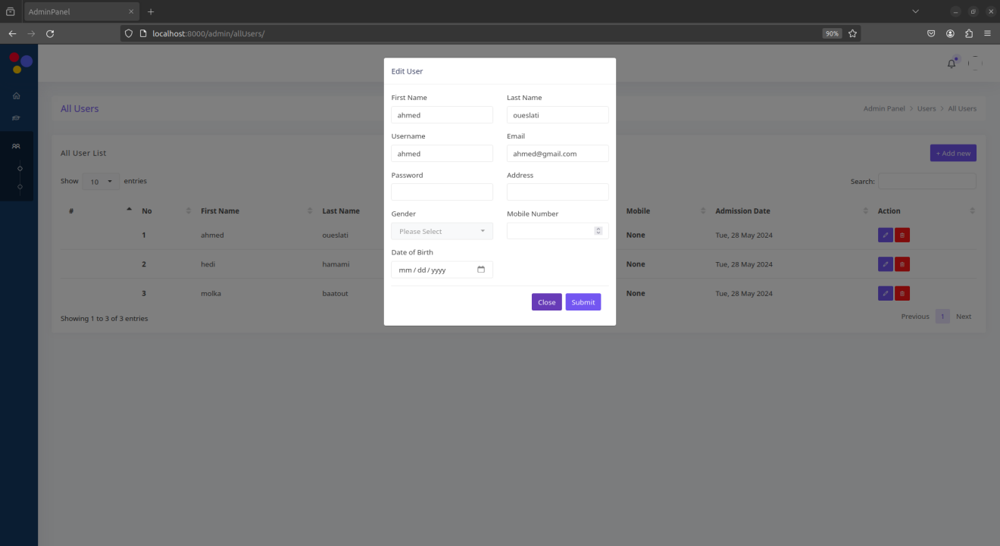 AdminPanel
localhost:8000/admin/allUsers/
90%
All Users
Admin Panel > Users > All Users
All User List
+ Add new
Show 10 entries
Search:
# No First Name Last Name Mobile Admission Date Action
1 ahmed oueslati None Tue, 28 May 2024
2 hedi hamami None Tue, 28 May 2024
3 molka baatout None Tue, 28 May 2024
Showing 1 to 3 of 3 entries
Previous 1 Next
Edit User
First Name Last Name
ahmed oueslati
Username Email
ahmed ahmed@gmail.com
Password Address
Gender Mobile Number
Please Select
Date of Birth
mm / dd / yyyy
Close Submit